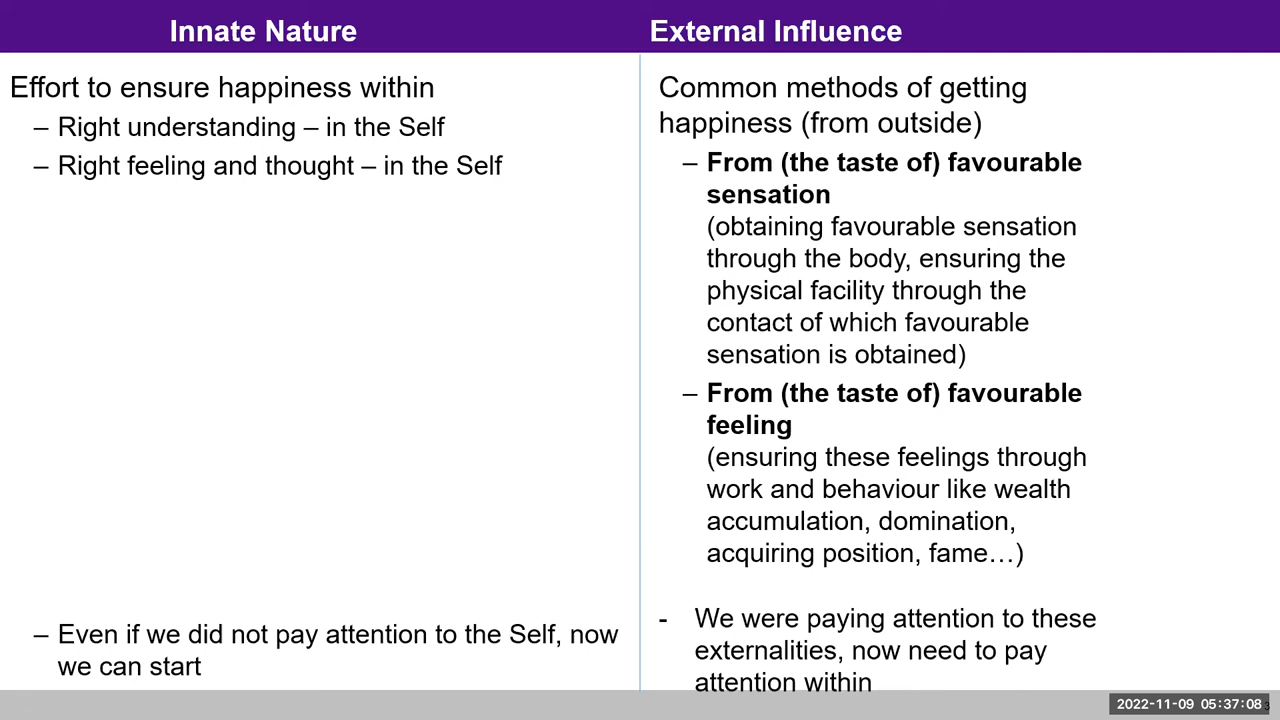 Innate Nature
External Influence
Effort to ensure happiness within
– Right understanding – in the Self
– Right feeling and thought – in the Self
– Even if we did not pay attention to the Self, now
we can start
Common methods of getting
happiness (from outside)
– From (the taste of) favourable
sensation
(obtaining favourable sensation
through the body, ensuring the
physical facility through the
contact of which favourable
sensation is obtained)
– From (the taste of) favourable
feeling
(ensuring these feelings through
work and behaviour like wealth
accumulation, domination,
acquiring position, fame…)
- We were paying attention to these
externalities, now need to pay
attention within
2022-11-09 05:37:08